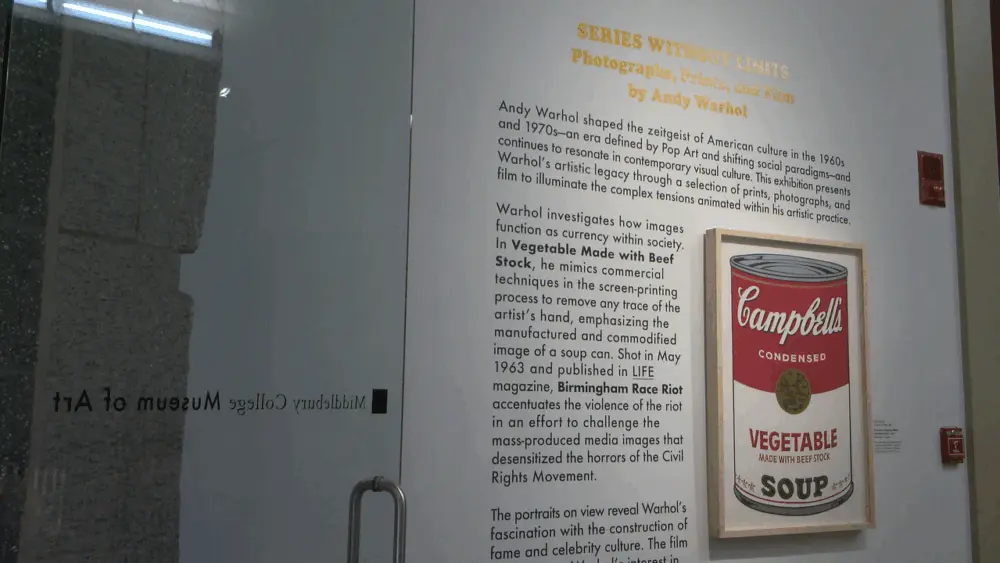 SERIES WITHOUT LIMITS
Photographs, Prints, and Film
by Andy Warhol
Andy Warhol shaped the zeitgeist of American culture in the 1960s
and 1970s—an era defined by Pop Art and shifting social paradigms—and
continues to resonate in contemporary visual culture. This exhibition presents
Warhol's artistic legacy through a selection of prints, photographs, and
film to illuminate the complex tensions animated within his artistic practice.
Warhol investigates how images
function as currency within society.
In Vegetable Made with Beef
Stock, he mimics commercial
techniques in the screen-printing
process to remove any trace of the
artist's hand, emphasizing the
manufactured and commodified
image of a soup can. Shot in May
1963 and published in LIFE
magazine, Birmingham Race Riot
accentuates the violence of the riot
in an effort to challenge the
mass-produced media images that
desensitized the horrors of the Civil
Rights Movement.
The portraits on view reveal Warhol's
fascination with the construction of
fame and celebrity culture. The film
Warhol's interest in
Campbell's
CONDENSED
VEGETABLE
MADE WITH BEEF STOCK
SOUP
Middlebury College Museum of Art